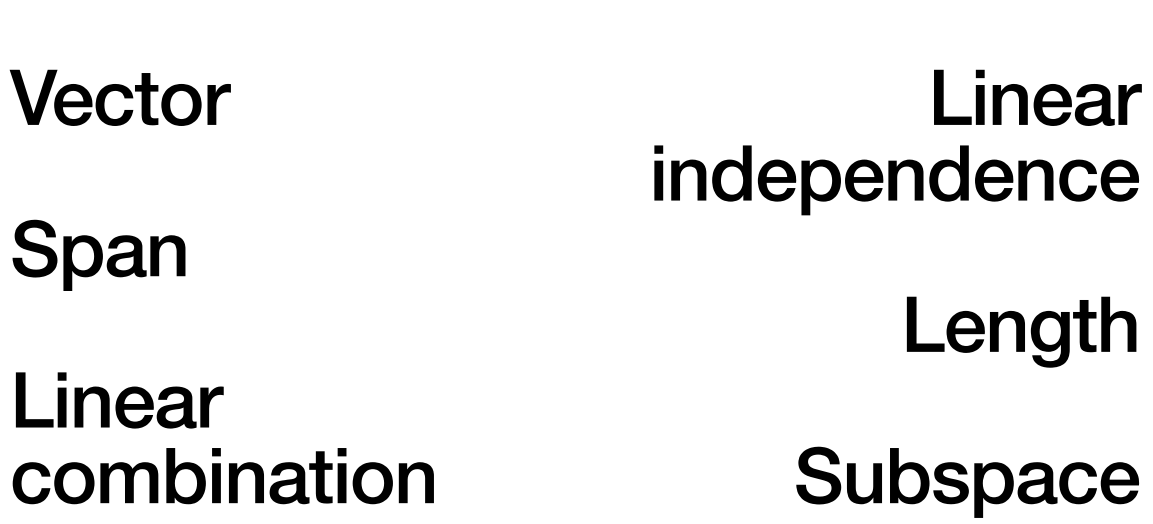 Vector
Span
Linear
combination
Linear
independence
Length
Subspace